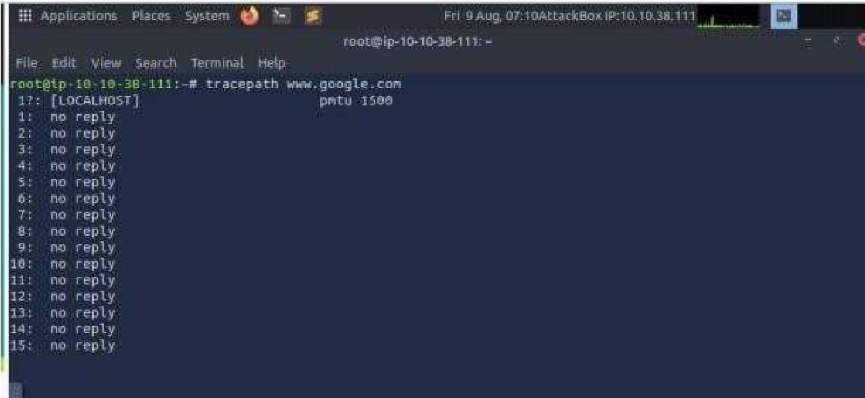 Applications Places System Fri 9 Aug, 07:10 AttackBox IP:10.10.38.111
root@ip-10-10-38-111: ~
File Edit View Search Terminal Help
root@ip-10-10-38-111:~# tracepath www.google.com
1?: [LOCALHOST] pmtu 1500
1: no reply
2: no reply
3: no reply
4: no reply
5: no reply
6: no reply
7: no reply
8: no reply
9: no reply
10: no reply
11: no reply
12: no reply
13: no reply
14: no reply
15: no reply